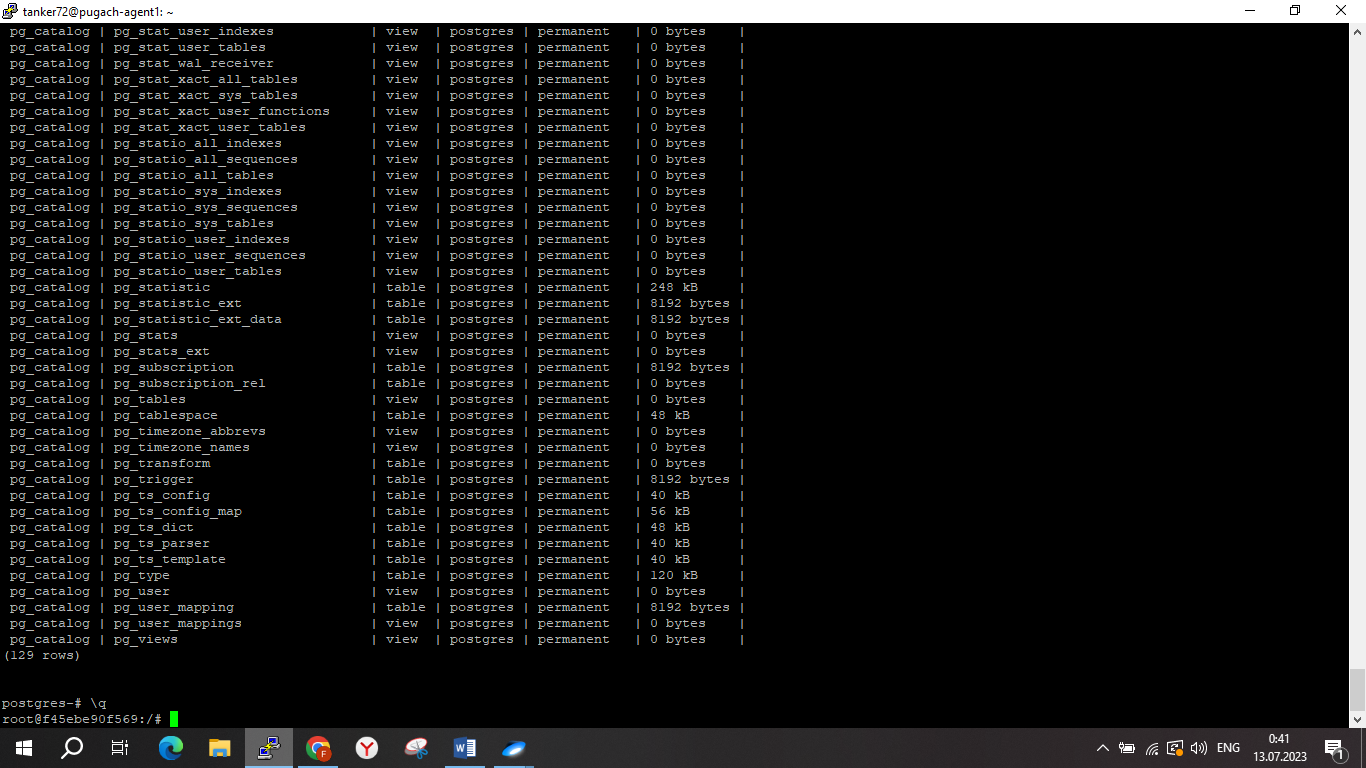 tanker72@pugach-agent1: ~
pg_catalog | pg_stat_user_indexes | view | postgres | permanent | 0 bytes |
pg_catalog | pg_stat_user_tables | view | postgres | permanent | 0 bytes |
pg_catalog | pg_stat_wal_receiver | view | postgres | permanent | 0 bytes |
pg_catalog | pg_stat_xact_all_tables | view | postgres | permanent | 0 bytes |
pg_catalog | pg_stat_xact_sys_tables | view | postgres | permanent | 0 bytes |
pg_catalog | pg_stat_xact_user_functions | view | postgres | permanent | 0 bytes |
pg_catalog | pg_stat_xact_user_tables | view | postgres | permanent | 0 bytes |
pg_catalog | pg_statio_all_indexes | view | postgres | permanent | 0 bytes |
pg_catalog | pg_statio_all_sequences | view | postgres | permanent | 0 bytes |
pg_catalog | pg_statio_all_tables | view | postgres | permanent | 0 bytes |
pg_catalog | pg_statio_sys_indexes | view | postgres | permanent | 0 bytes |
pg_catalog | pg_statio_sys_sequences | view | postgres | permanent | 0 bytes |
pg_catalog | pg_statio_sys_tables | view | postgres | permanent | 0 bytes |
pg_catalog | pg_statio_user_indexes | view | postgres | permanent | 0 bytes |
pg_catalog | pg_statio_user_sequences | view | postgres | permanent | 0 bytes |
pg_catalog | pg_statio_user_tables | view | postgres | permanent | 0 bytes |
pg_catalog | pg_statistic | table | postgres | permanent | 248 kB |
pg_catalog | pg_statistic_ext | table | postgres | permanent | 8192 bytes |
pg_catalog | pg_statistic_ext_data | table | postgres | permanent | 8192 bytes |
pg_catalog | pg_stats | view | postgres | permanent | 0 bytes |
pg_catalog | pg_stats_ext | view | postgres | permanent | 0 bytes |
pg_catalog | pg_subscription | table | postgres | permanent | 8192 bytes |
pg_catalog | pg_subscription_rel | table | postgres | permanent | 0 bytes |
pg_catalog | pg_tables | view | postgres | permanent | 0 bytes |
pg_catalog | pg_tablespace | table | postgres | permanent | 48 kB |
pg_catalog | pg_timezone_abbrevs | view | postgres | permanent | 0 bytes |
pg_catalog | pg_timezone_names | view | postgres | permanent | 0 bytes |
pg_catalog | pg_transform | table | postgres | permanent | 0 bytes |
pg_catalog | pg_trigger | table | postgres | permanent | 8192 bytes |
pg_catalog | pg_ts_config | table | postgres | permanent | 40 kB |
pg_catalog | pg_ts_config_map | table | postgres | permanent | 56 kB |
pg_catalog | pg_ts_dict | table | postgres | permanent | 48 kB |
pg_catalog | pg_ts_parser | table | postgres | permanent | 40 kB |
pg_catalog | pg_ts_template | table | postgres | permanent | 40 kB |
pg_catalog | pg_type | table | postgres | permanent | 120 kB |
pg_catalog | pg_user | view | postgres | permanent | 0 bytes |
pg_catalog | pg_user_mapping | table | postgres | permanent | 8192 bytes |
pg_catalog | pg_user_mappings | view | postgres | permanent | 0 bytes |
pg_catalog | pg_views | view | postgres | permanent | 0 bytes |
(129 rows)
postgres-# \q
root@f45ebe90f569:/#
ENG
0:41
13.07.2023
1